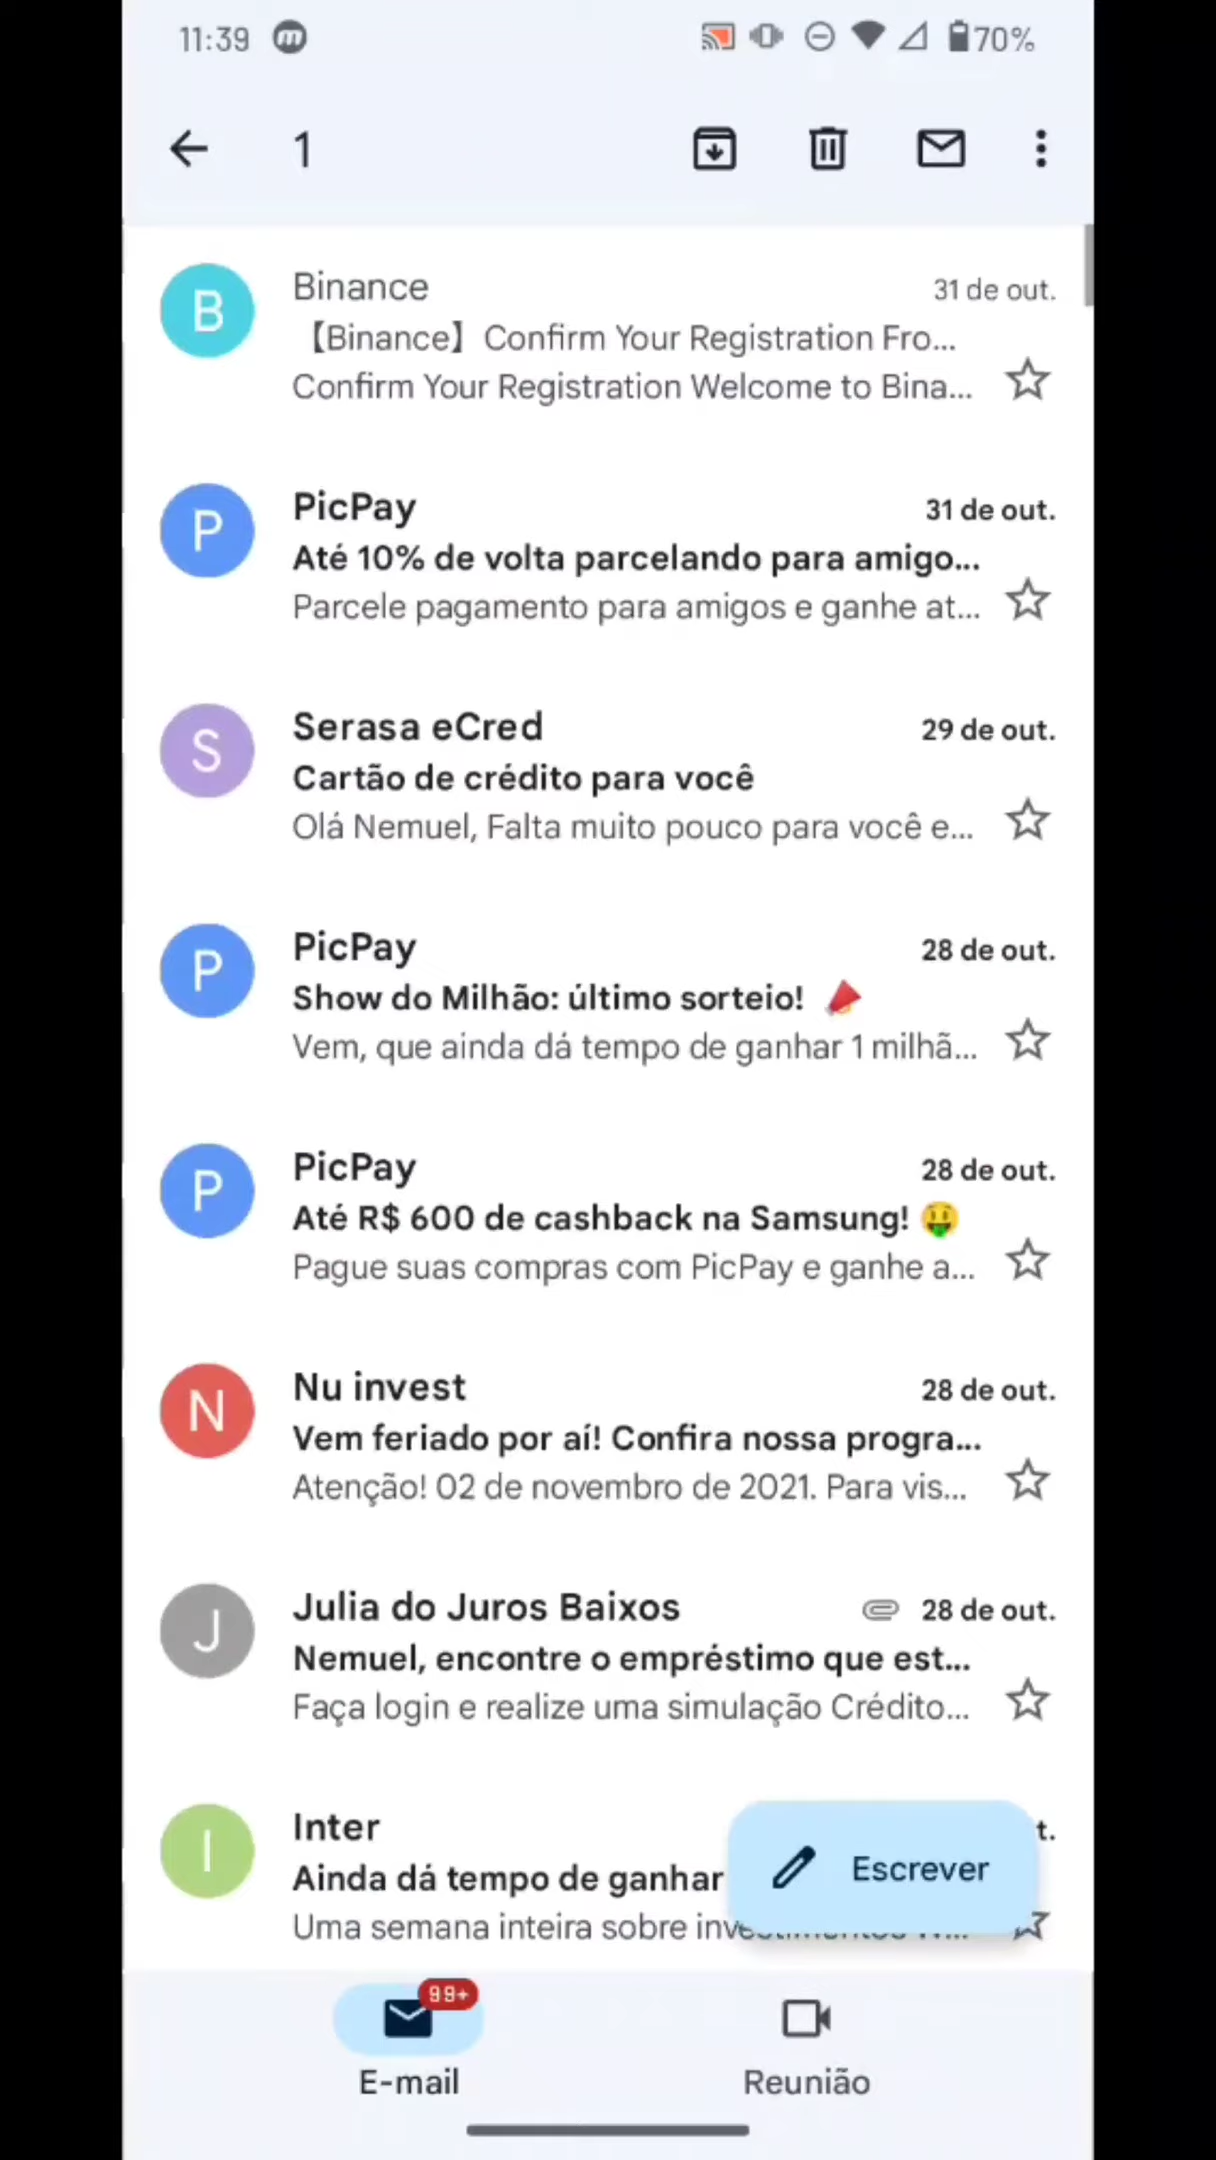 11:39 m 70%
1
B Binance 31 de out.
【Binance】Confirm Your Registration Fro...
Confirm Your Registration Welcome to Bina...
P PicPay 31 de out.
Até 10% de volta parcelando para amigo...
Parcele pagamento para amigos e ganhe at...
S Serasa eCred 29 de out.
Cartão de crédito para você
Olá Nemuel, Falta muito pouco para você e...
P PicPay 28 de out.
Show do Milhão: último sorteio!
Vem, que ainda dá tempo de ganhar 1 milhã...
P PicPay 28 de out.
Até R$ 600 de cashback na Samsung! 🤑
Pague suas compras com PicPay e ganhe a...
N Nu invest 28 de out.
Vem feriado por aí! Confira nossa progra...
Atenção! 02 de novembro de 2021. Para vis...
J Julia do Juros Baixos 28 de out.
Nemuel, encontre o empréstimo que est...
Faça login e realize uma simulação Crédito...
I Inter t.
Ainda dá tempo de ganhar
Uma semana inteira sobre
Escrever
99+
E-mail Reunião